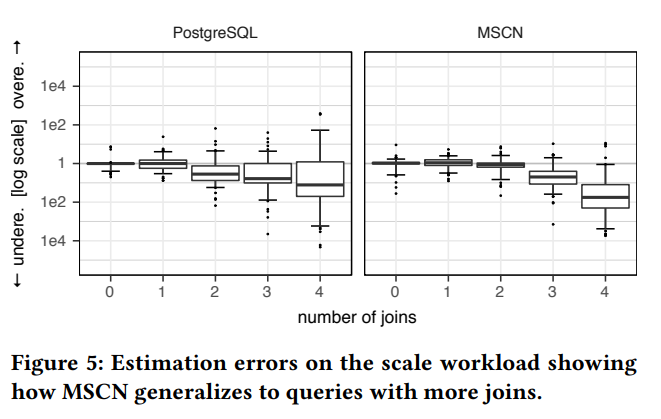 PostgreSQL MSCN
← undere. [log scale] overe. →
1e4
1e2
1
1e2
1e4
0 1 2 3 4 0 1 2 3 4
number of joins
Figure 5: Estimation errors on the scale workload showing
how MSCN generalizes to queries with more joins.